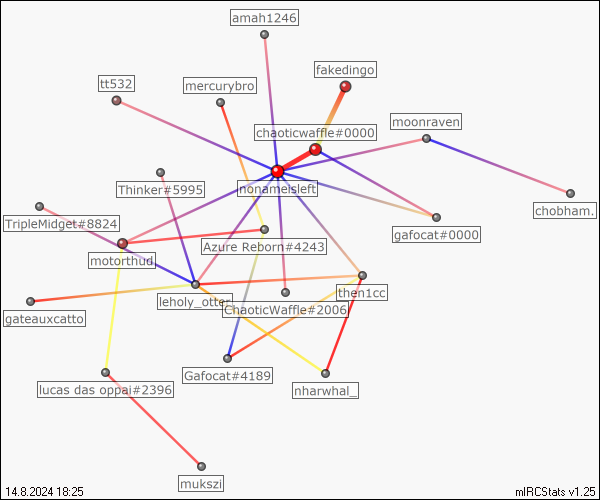 amah1246
fakedingo
tt532
mercurybro
moonraven
chaoticwaffle#0000
Thinker#5995
nonameisleft
chobham.
TripleMidget#8824
gafocat#0000
Azure Reborn#4243
motorthud
then1cc
leholy_otter
ChaoticWaffle#2006
gateauxcatto
Gafocat#4189
lucas das oppai#2396
nharwhal_
mukszi
14.8.2024 18:25
mIRCStats v1.25